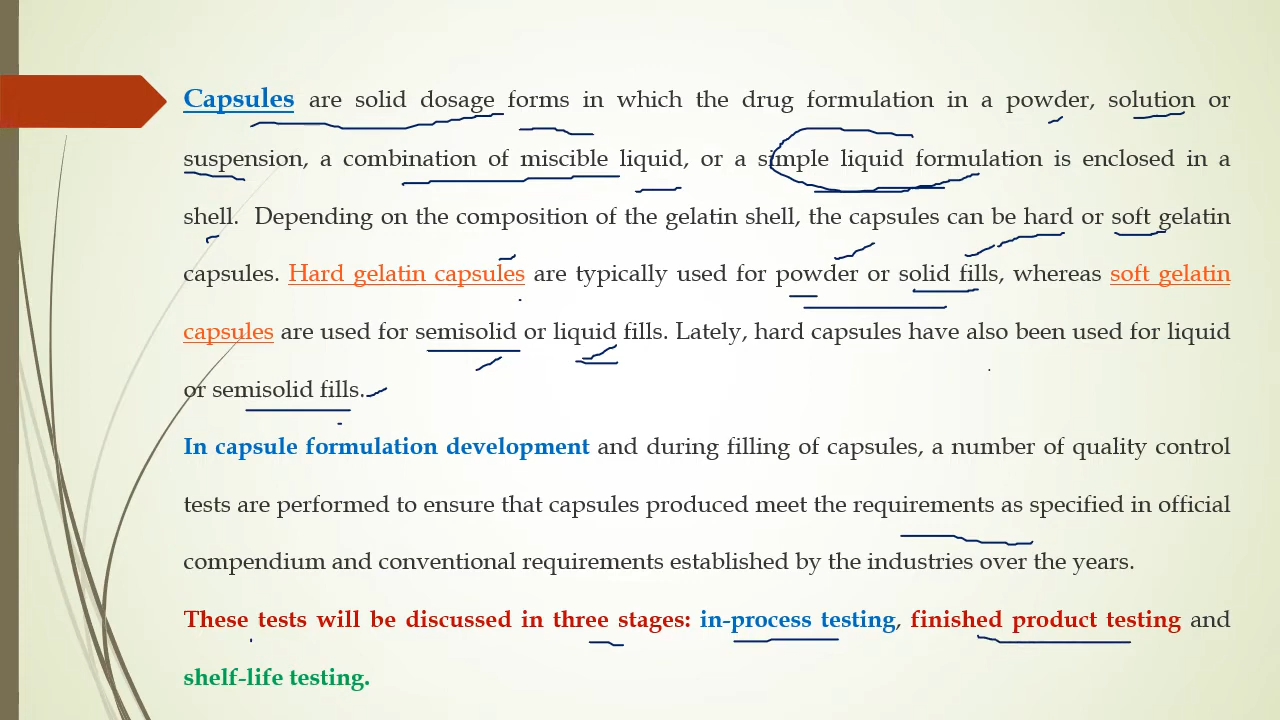 Capsules are solid dosage forms in which the drug formulation in a powder, solution or
suspension, a combination of miscible liquid, or a simple liquid formulation is enclosed in a
shell. Depending on the composition of the gelatin shell, the capsules can be hard or soft gelatin
capsules. Hard gelatin capsules are typically used for powder or solid fills, whereas soft gelatin
capsules are used for semisolid or liquid fills. Lately, hard capsules have also been used for liquid
or semisolid fills.
In capsule formulation development and during filling of capsules, a number of quality control
tests are performed to ensure that capsules produced meet the requirements as specified in official
compendium and conventional requirements established by the industries over the years.
These tests will be discussed in three stages: in-process testing, finished product testing and
shelf-life testing.